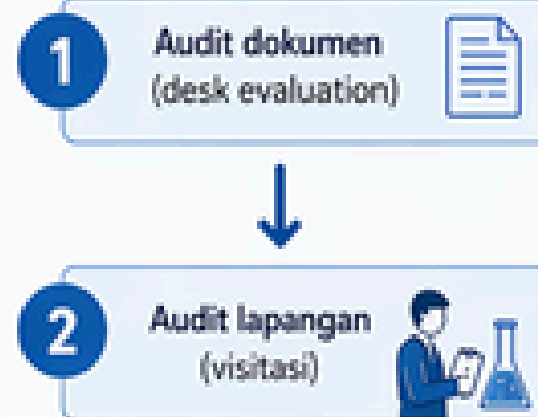 1
Audit dokumen
(desk evaluation)
2
Audit lapangan
(visitasi)